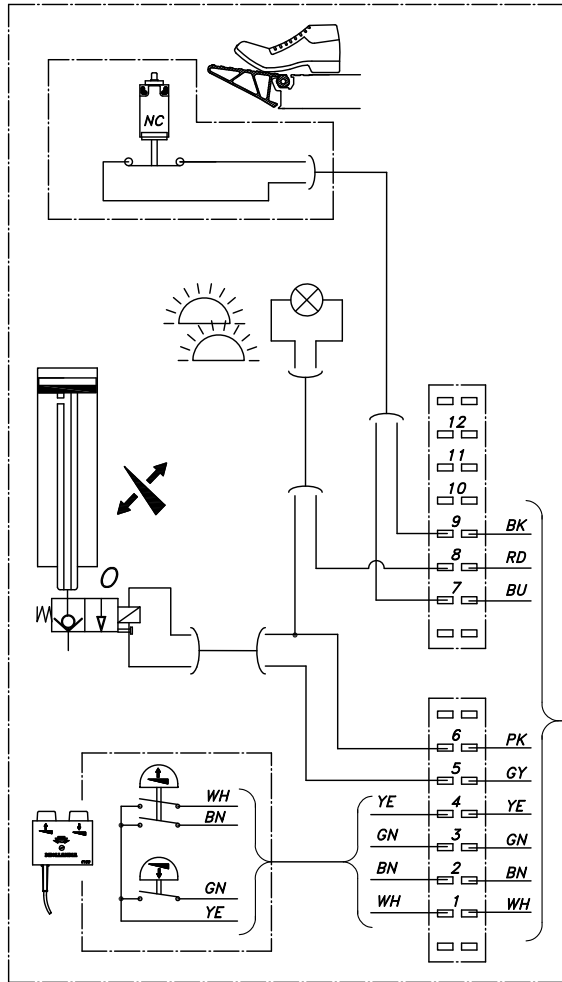 NC
12
11
10
9 BK
8 RD
7 BU
O
6 PK
5 GY
YE 4 YE
GN 3 GN
BN 2 BN
WH 1 WH
WH
BN
GN
YE